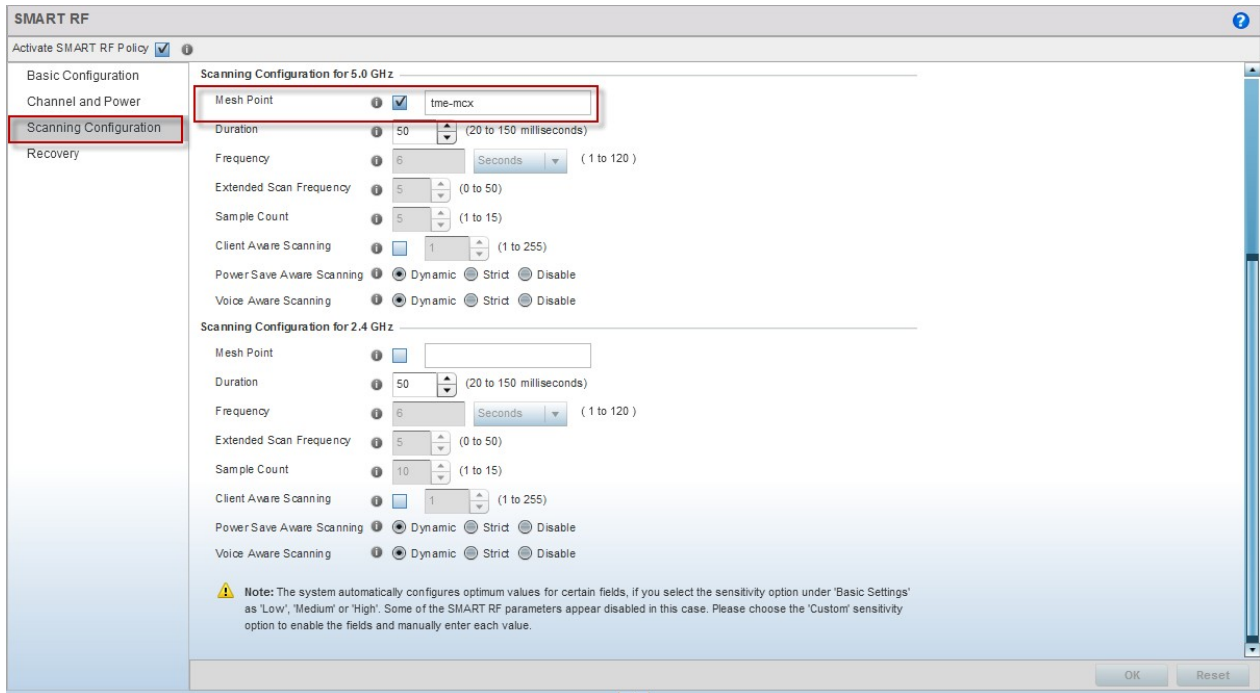 SMART RF
Activate SMART RF Policy
Basic Configuration
Channel and Power
Scanning Configuration
Recovery
Scanning Configuration for 5.0 GHz
Mesh Point tme-mcx
Duration 50 (20 to 150 milliseconds)
Frequency 6 Seconds ( 1 to 120 )
Extended Scan Frequency 5 (0 to 50)
Sample Count 5 (1 to 15)
Client Aware Scanning 1 (1 to 255)
Power Save Aware Scanning Dynamic Strict Disable
Voice Aware Scanning Dynamic Strict Disable
Scanning Configuration for 2.4 GHz
Mesh Point
Duration 50 (20 to 150 milliseconds)
Frequency 6 Seconds ( 1 to 120 )
Extended Scan Frequency 5 (0 to 50)
Sample Count 10 (1 to 15)
Client Aware Scanning 1 (1 to 255)
Power Save Aware Scanning Dynamic Strict Disable
Voice Aware Scanning Dynamic Strict Disable
Note: The system automatically configures optimum values for certain fields, if you select the sensitivity option under 'Basic Settings'
as 'Low', 'Medium' or 'High'. Some of the SMART RF parameters appear disabled in this case. Please choose the 'Custom' sensitivity
option to enable the fields and manually enter each value.
OK Reset